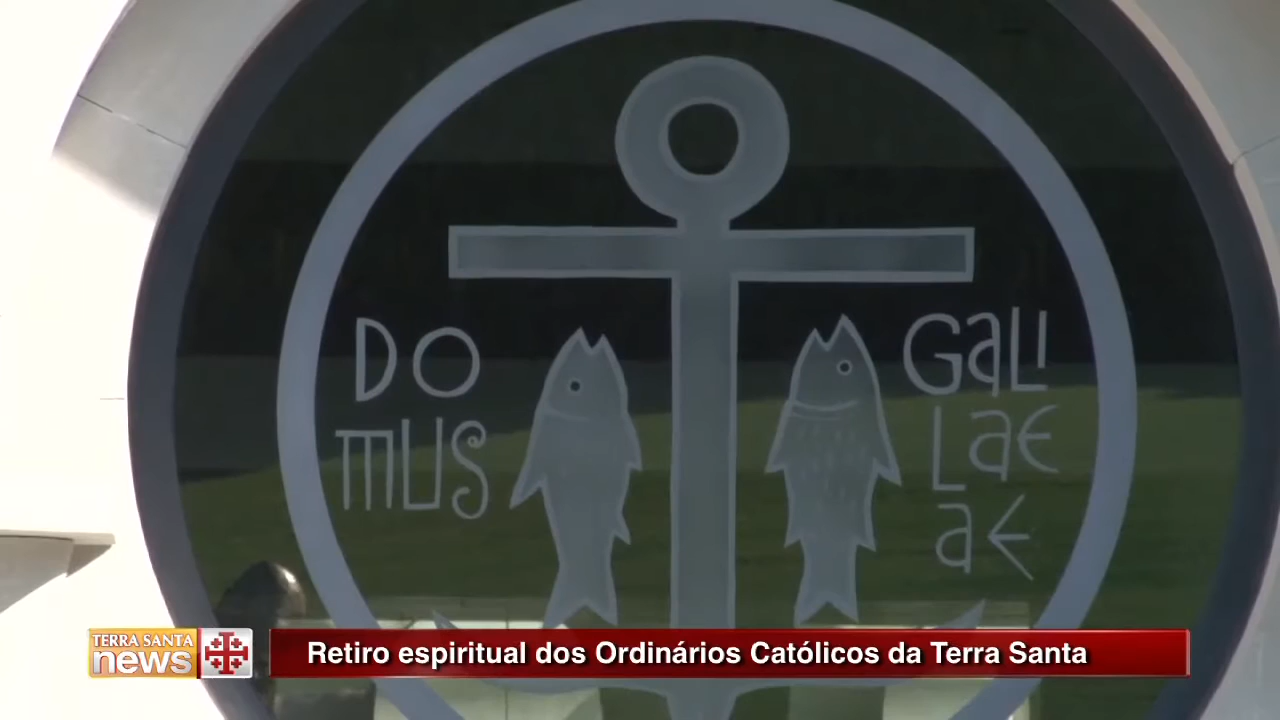 DO
MUS
GALI
LAE
AE
TERRA SANTA
news
Retiro espiritual dos Ordinários Católicos da Terra Santa